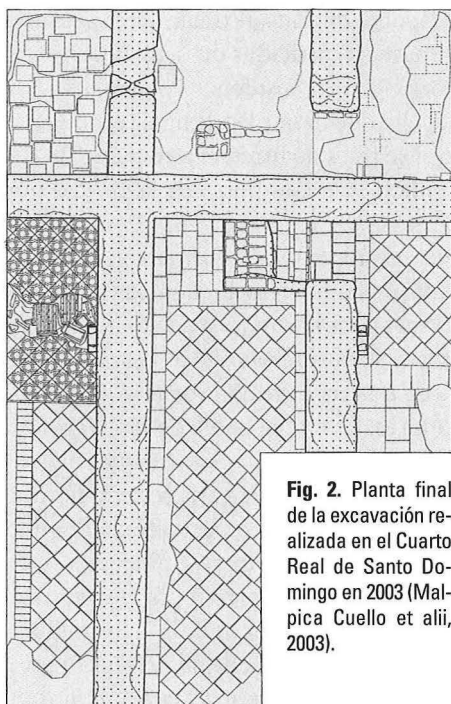 Fig. 2. Planta final
de la excavación re-
alizada en el Cuarto
Real de Santo Do-
mingo en 2003 (Mal-
pica Cuello et alii,
2003).